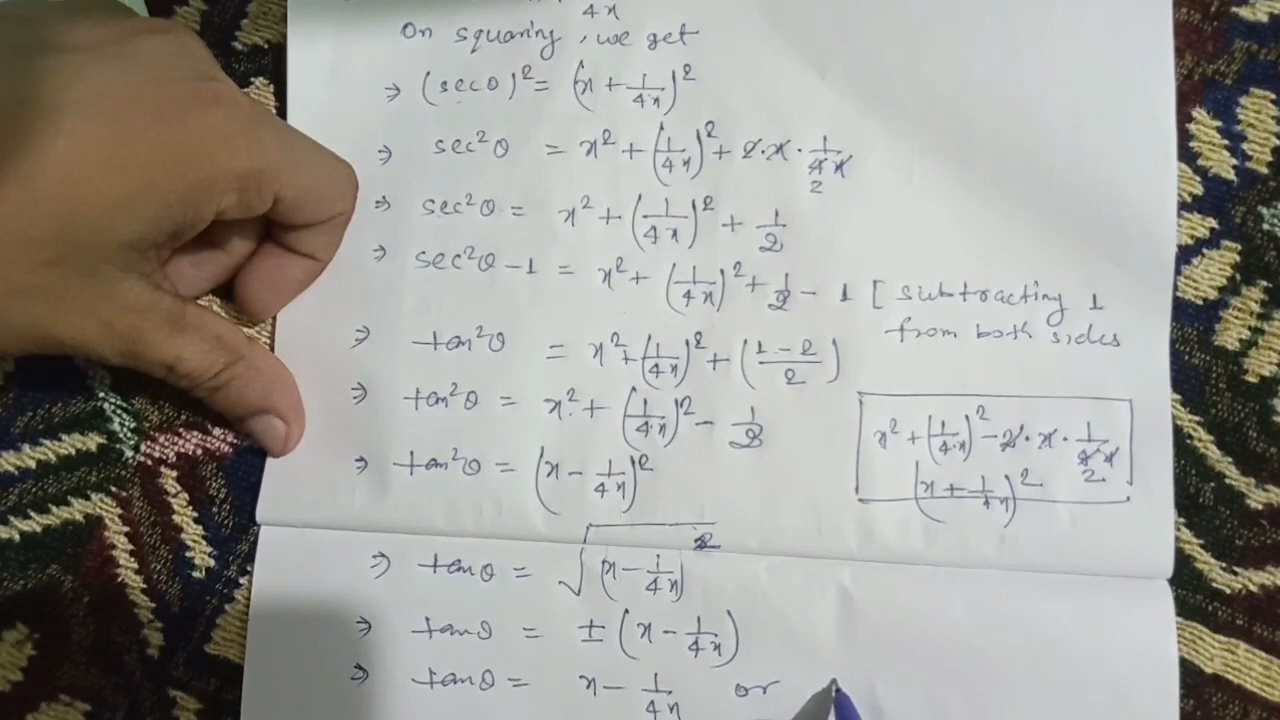 4x
On squaring, we get
⇒ (secθ)² = (x + 1/4x)²
⇒ sec²θ = x² + (1/4x)² + 2·x·1/4x
2
⇒ sec²θ = x² + (1/4x)² + 1/2
⇒ sec²θ - 1 = x² + (1/4x)² + 1/2 - 1 [subtracting 1
from both sides
⇒ tan²θ = x² + (1/4x)² + (1-2/2)
⇒ tan²θ = x² + (1/4x)² - 1/2
x² + (1/4x)² - 2·x·1/4x
2
(x + 1/4x)²
⇒ tan²θ = (x - 1/4x)²
⇒ tanθ = √(x - 1/4x)²
⇒ tanθ = ± (x - 1/4x)
⇒ tanθ = x - 1/4x or